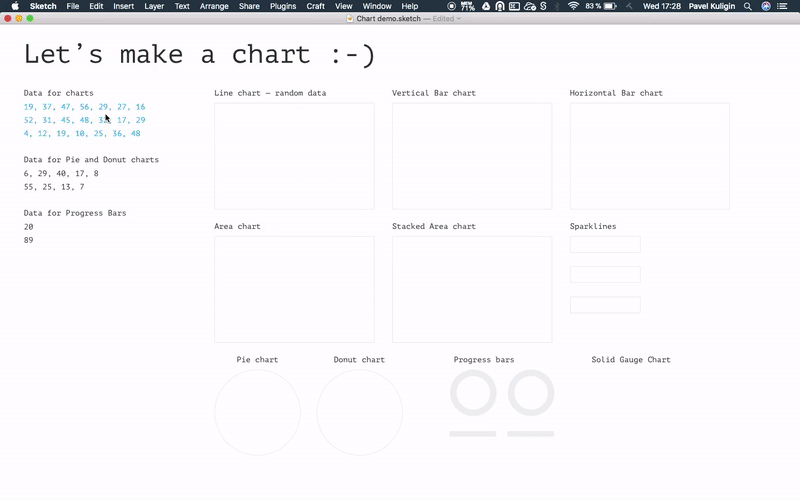 Sketch File Edit Insert Layer Text Arrange Share Plugins Craft View Window Help MEM 71% S 83 % Wed 17:28 Pavel Kuligin
Chart demo.sketch — Edited
Let's make a chart :-)
Data for charts
19, 37, 47, 56, 29, 27, 16
52, 31, 45, 48, 17, 29
4, 12, 19, 10, 25, 36, 48
Data for Pie and Donut charts
6, 29, 40, 17, 8
55, 25, 13, 7
Data for Progress Bars
20
89
Line chart — random data
Vertical Bar chart
Horizontal Bar chart
Area chart
Stacked Area chart
Sparklines
Pie chart
Donut chart
Progress bars
Solid Gauge Chart